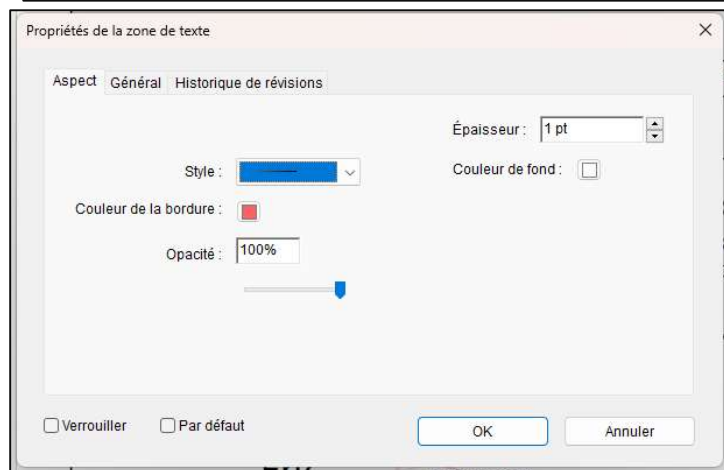 Propriétés de la zone de texte
Aspect Général Historique de révisions
Épaisseur : 1 pt
Style : Couleur de fond :
Couleur de la bordure :
Opacité : 100%
Verrouiller Par défaut OK Annuler